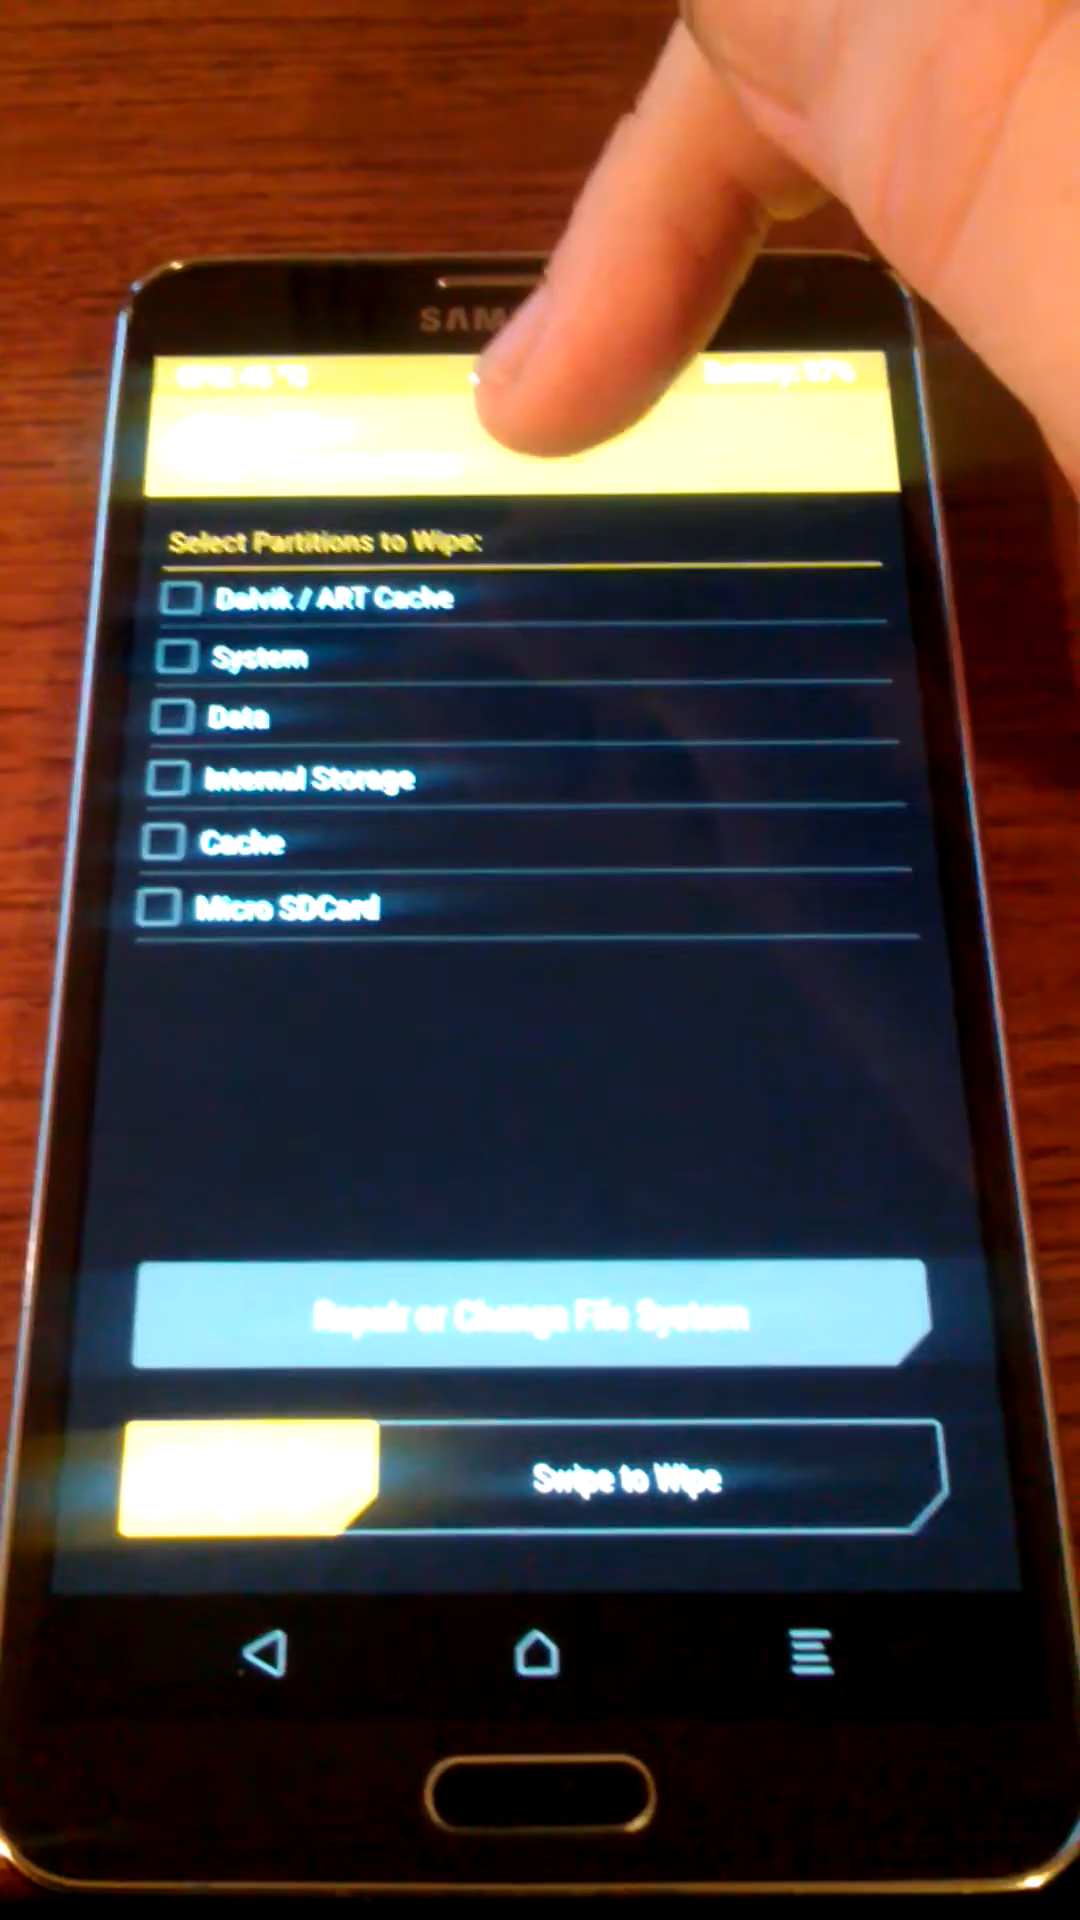 Select Partitions to Wipe:
Dalvik / ART Cache
System
Data
Internal Storage
Cache
Micro SDCard
Repair or Change File System
Swipe to Wipe